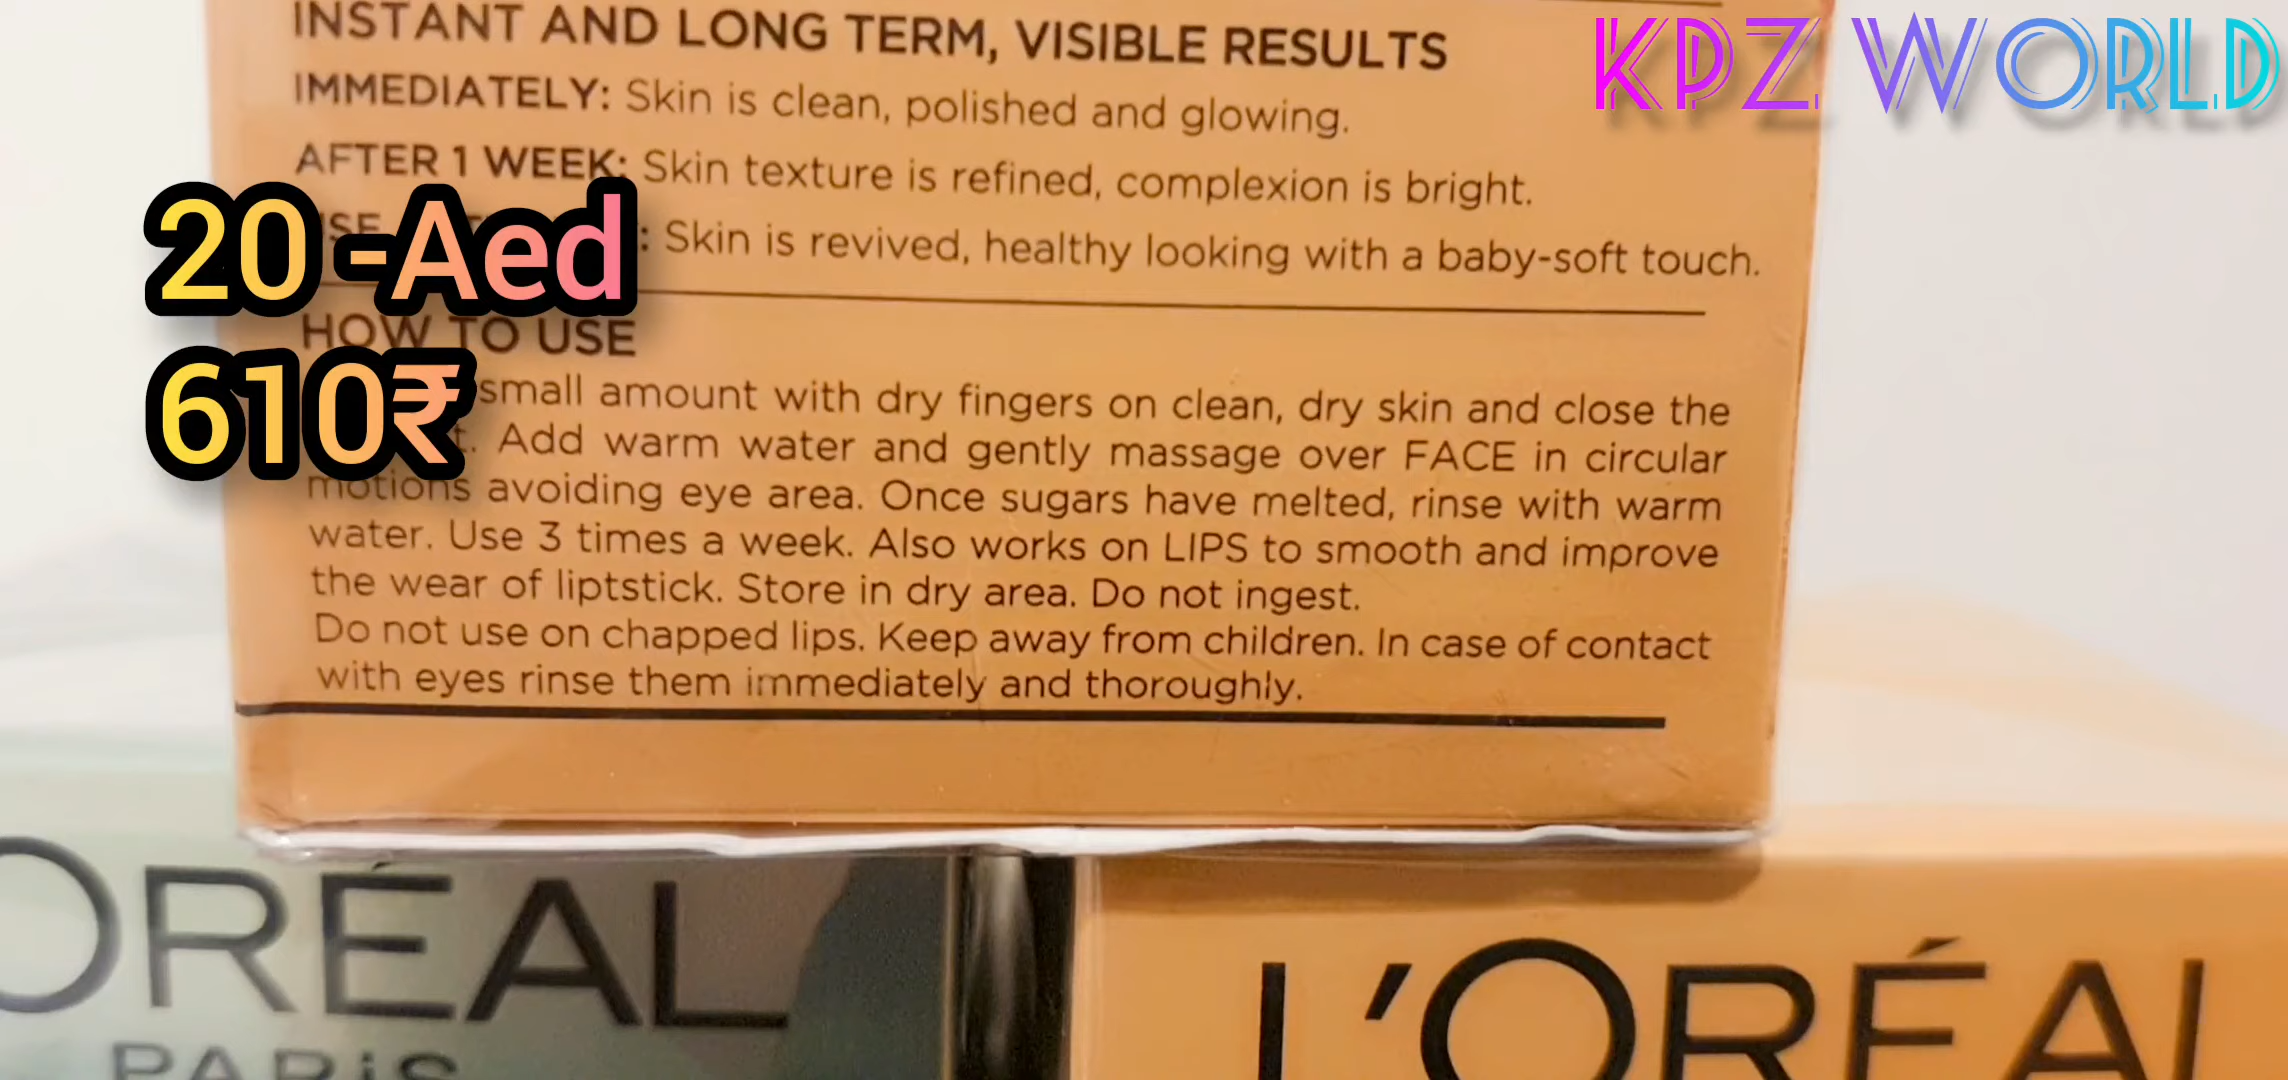 KPZ WORLD
INSTANT AND LONG TERM, VISIBLE RESULTS
IMMEDIATELY: Skin is clean, polished and glowing.
AFTER 1 WEEK: Skin texture is refined, complexion is bright.
: Skin is revived, healthy looking with a baby-soft touch.
20 -Aed
HOW TO USE
610₹
small amount with dry fingers on clean, dry skin and close the
Add warm water and gently massage over FACE in circular
motions avoiding eye area. Once sugars have melted, rinse with warm
water. Use 3 times a week. Also works on LIPS to smooth and improve
the wear of liptstick. Store in dry area. Do not ingest.
Do not use on chapped lips. Keep away from children. In case of contact
with eyes rinse them immediately and thoroughly.
ORÉAL
PARiS
L'ORÉAL